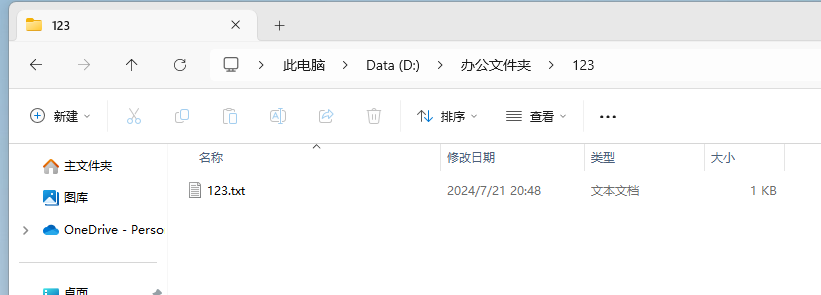 123
此电脑 Data (D:) 办公文件夹 123
新建 排序 查看
名称 修改日期 类型 大小
主文件夹
123.txt 2024/7/21 20:48 文本文档 1 KB
图库
OneDrive - Perso
桌面